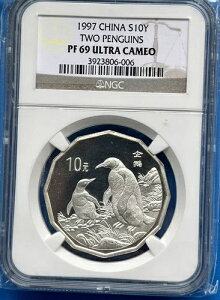 1997 CHINA S10Y
TWO PENGUINS
PF 69 ULTRA CAMEO
3923806-006
NGC
10元
企鹅